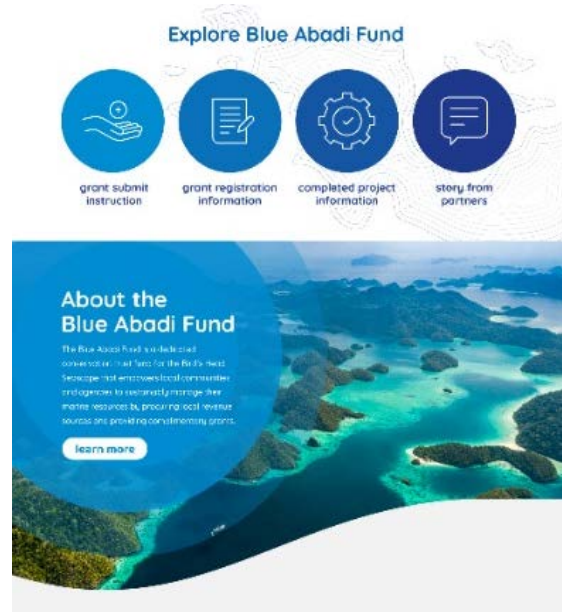 Explore Blue Abadi Fund
grant submit
instruction
grant registration
information
completed project
information
story from
partners
About the
Blue Abadi Fund
The Blue Abadi Fund is a dedicated
conservation trust fund for the Bird's Head
Seascape that empowers local communities
and agencies to sustainably manage their
marine resources by procuring local revenue
sources and providing complimentary grants.
learn more